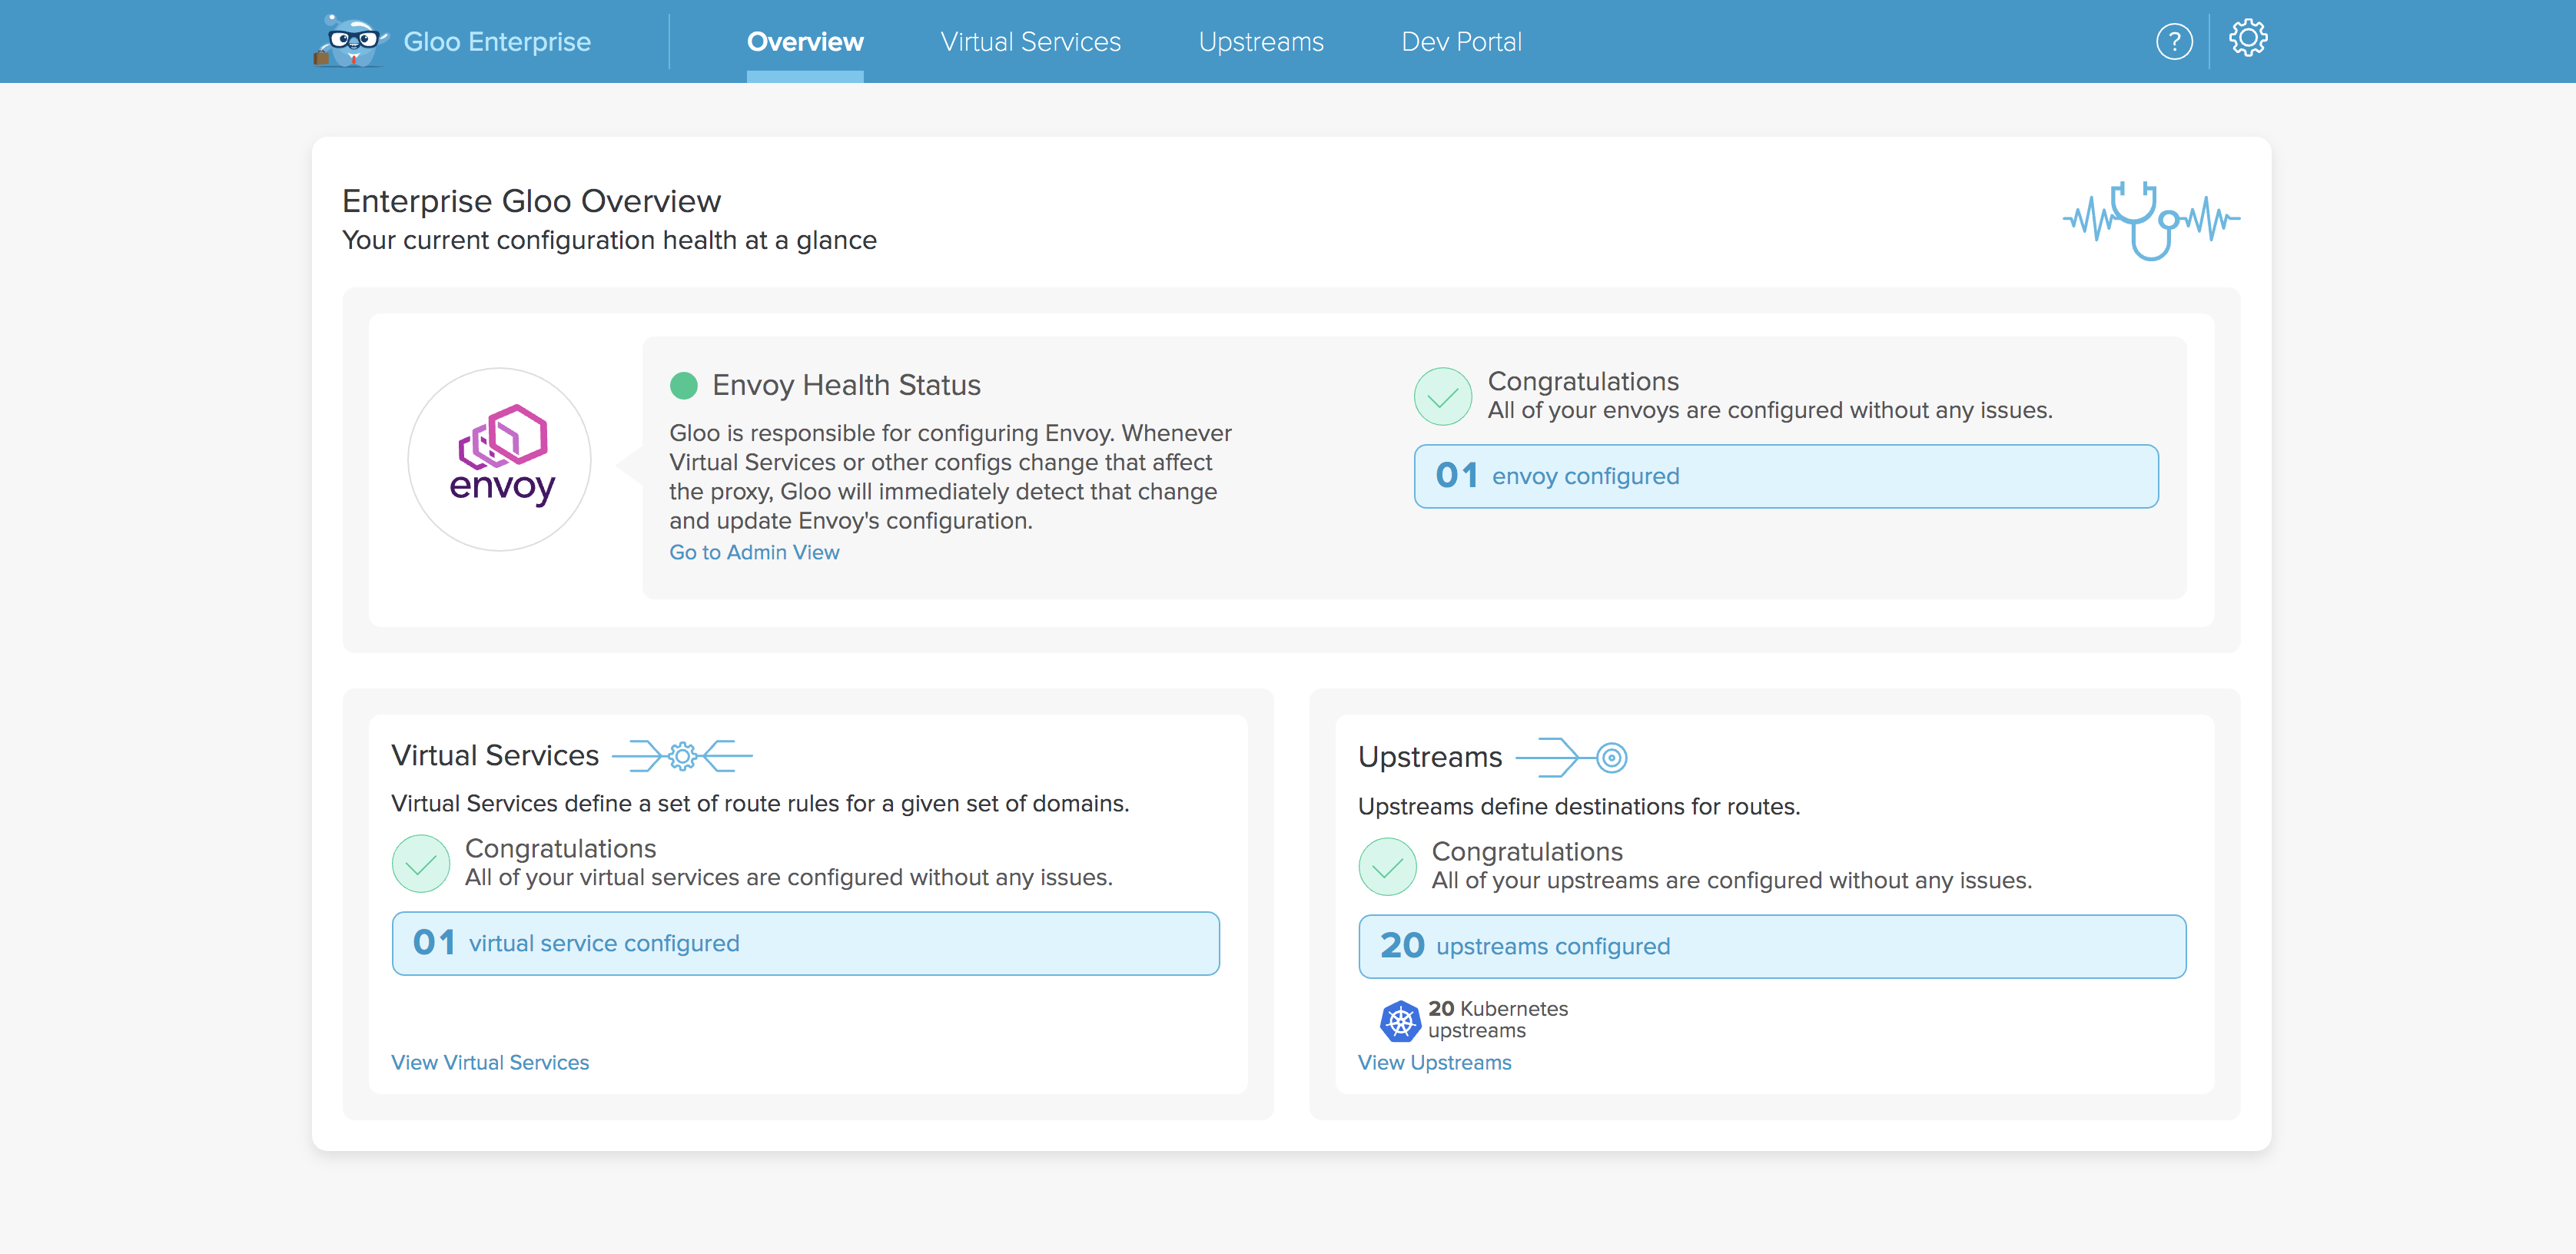 Gloo Enterprise
Overview
Virtual Services
Upstreams
Dev Portal
?
Enterprise Gloo Overview
Your current configuration health at a glance
envoy
Envoy Health Status
Gloo is responsible for configuring Envoy. Whenever
Virtual Services or other configs change that affect
the proxy, Gloo will immediately detect that change
and update Envoy's configuration.
Go to Admin View
Congratulations
All of your envoys are configured without any issues.
01 envoy configured
Virtual Services
Virtual Services define a set of route rules for a given set of domains.
Congratulations
All of your virtual services are configured without any issues.
01 virtual service configured
View Virtual Services
Upstreams
Upstreams define destinations for routes.
Congratulations
All of your upstreams are configured without any issues.
20 upstreams configured
20 Kubernetes
upstreams
View Upstreams